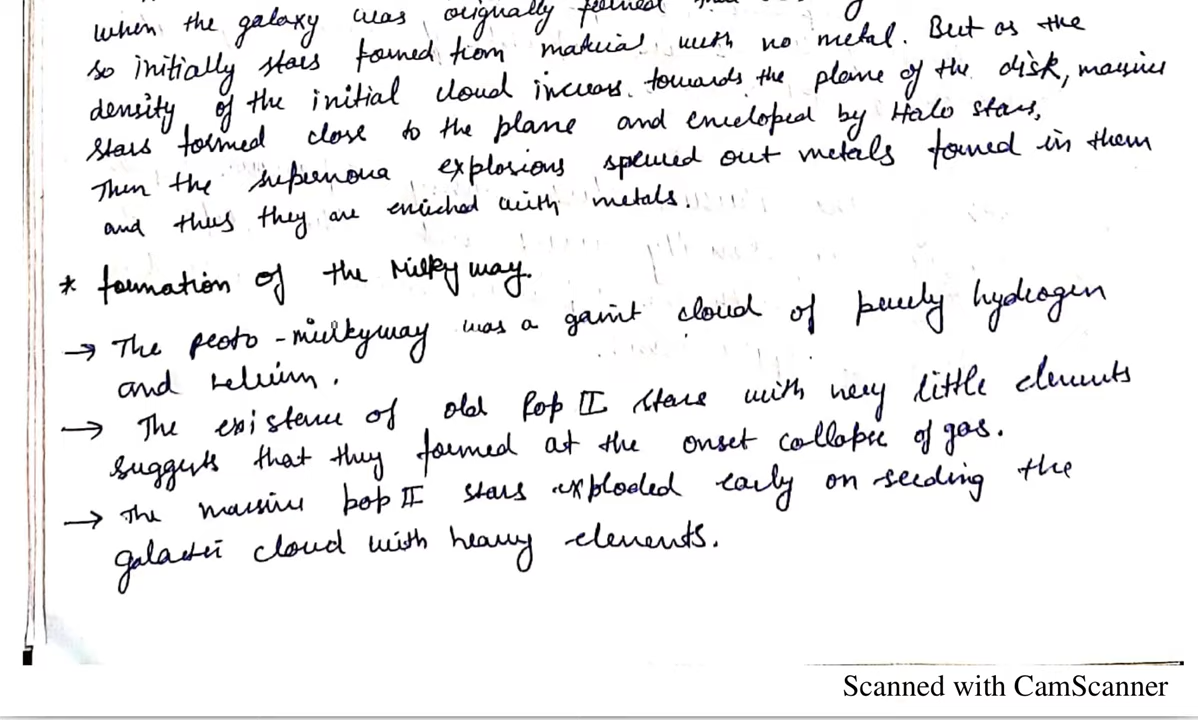 when the galaxy was originally formed
so initially stars formed from material with no metal. But as the
density of the initial cloud increas. towards the plane of the disk, massive
stars formed close to the plane and enveloped by Halo stars,
Then the supernova explosions spewed out metals formed in them
and thus they are enriched with metals.
* formation of the Milky way.
→ The proto-milkyway was a gaint cloud of purely hydrogen
and helium.
→ The existence of old Pop II stars with very little elements
suggests that they formed at the onset collapse of gas.
→ The massive pop II stars exploded early on seeding the
galactic cloud with heavy elements.
Scanned with CamScanner